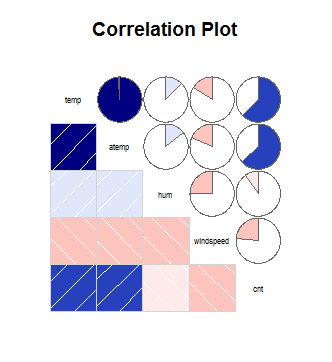 Correlation Plot
temp
atemp
hum
windspeed
cnt